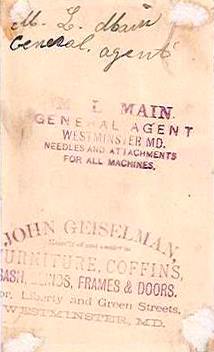 M. L. Main
General agent
M L MAIN.
GENERAL AGENT
WESTMINSTER MD.
NEEDLES AND ATTACHMENTS
FOR ALL MACHINES.
JOHN GEISELMAN,
FURNITURE, COFFINS,
SASH, BLINDS, FRAMES & DOORS.
Cor. Liberty and Green Streets,
WESTMINSTER, MD.